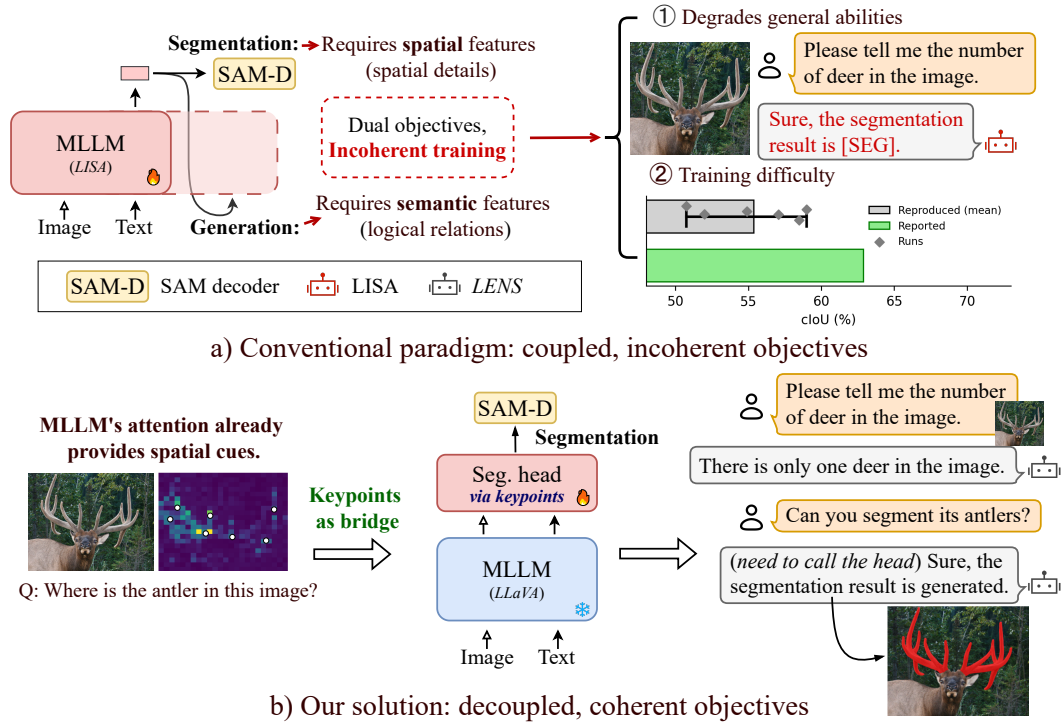 Segmentation:
Requires spatial features
(spatial details)
SAM-D
MLLM
(LISA)
Image
Text
Generation:
Dual objectives,
Incoherent training
Requires semantic features
(logical relations)
① Degrades general abilities
Please tell me the number
of deer in the image.
Sure, the segmentation
result is [SEG].
② Training difficulty
Reproduced (mean)
Reported
Runs
50
55
60
65
70
cIoU (%)
SAM-D
SAM decoder
LISA
LENS
a) Conventional paradigm: coupled, incoherent objectives
MLLM's attention already
provides spatial cues.
Q: Where is the antler in this image?
Keypoints
as bridge
SAM-D
Segmentation
Seg. head
via keypoints
MLLM
(LLaVA)
Image
Text
Please tell me the number
of deer in the image.
There is only one deer in the image.
Can you segment its antlers?
(need to call the head) Sure, the
segmentation result is generated.
b) Our solution: decoupled, coherent objectives